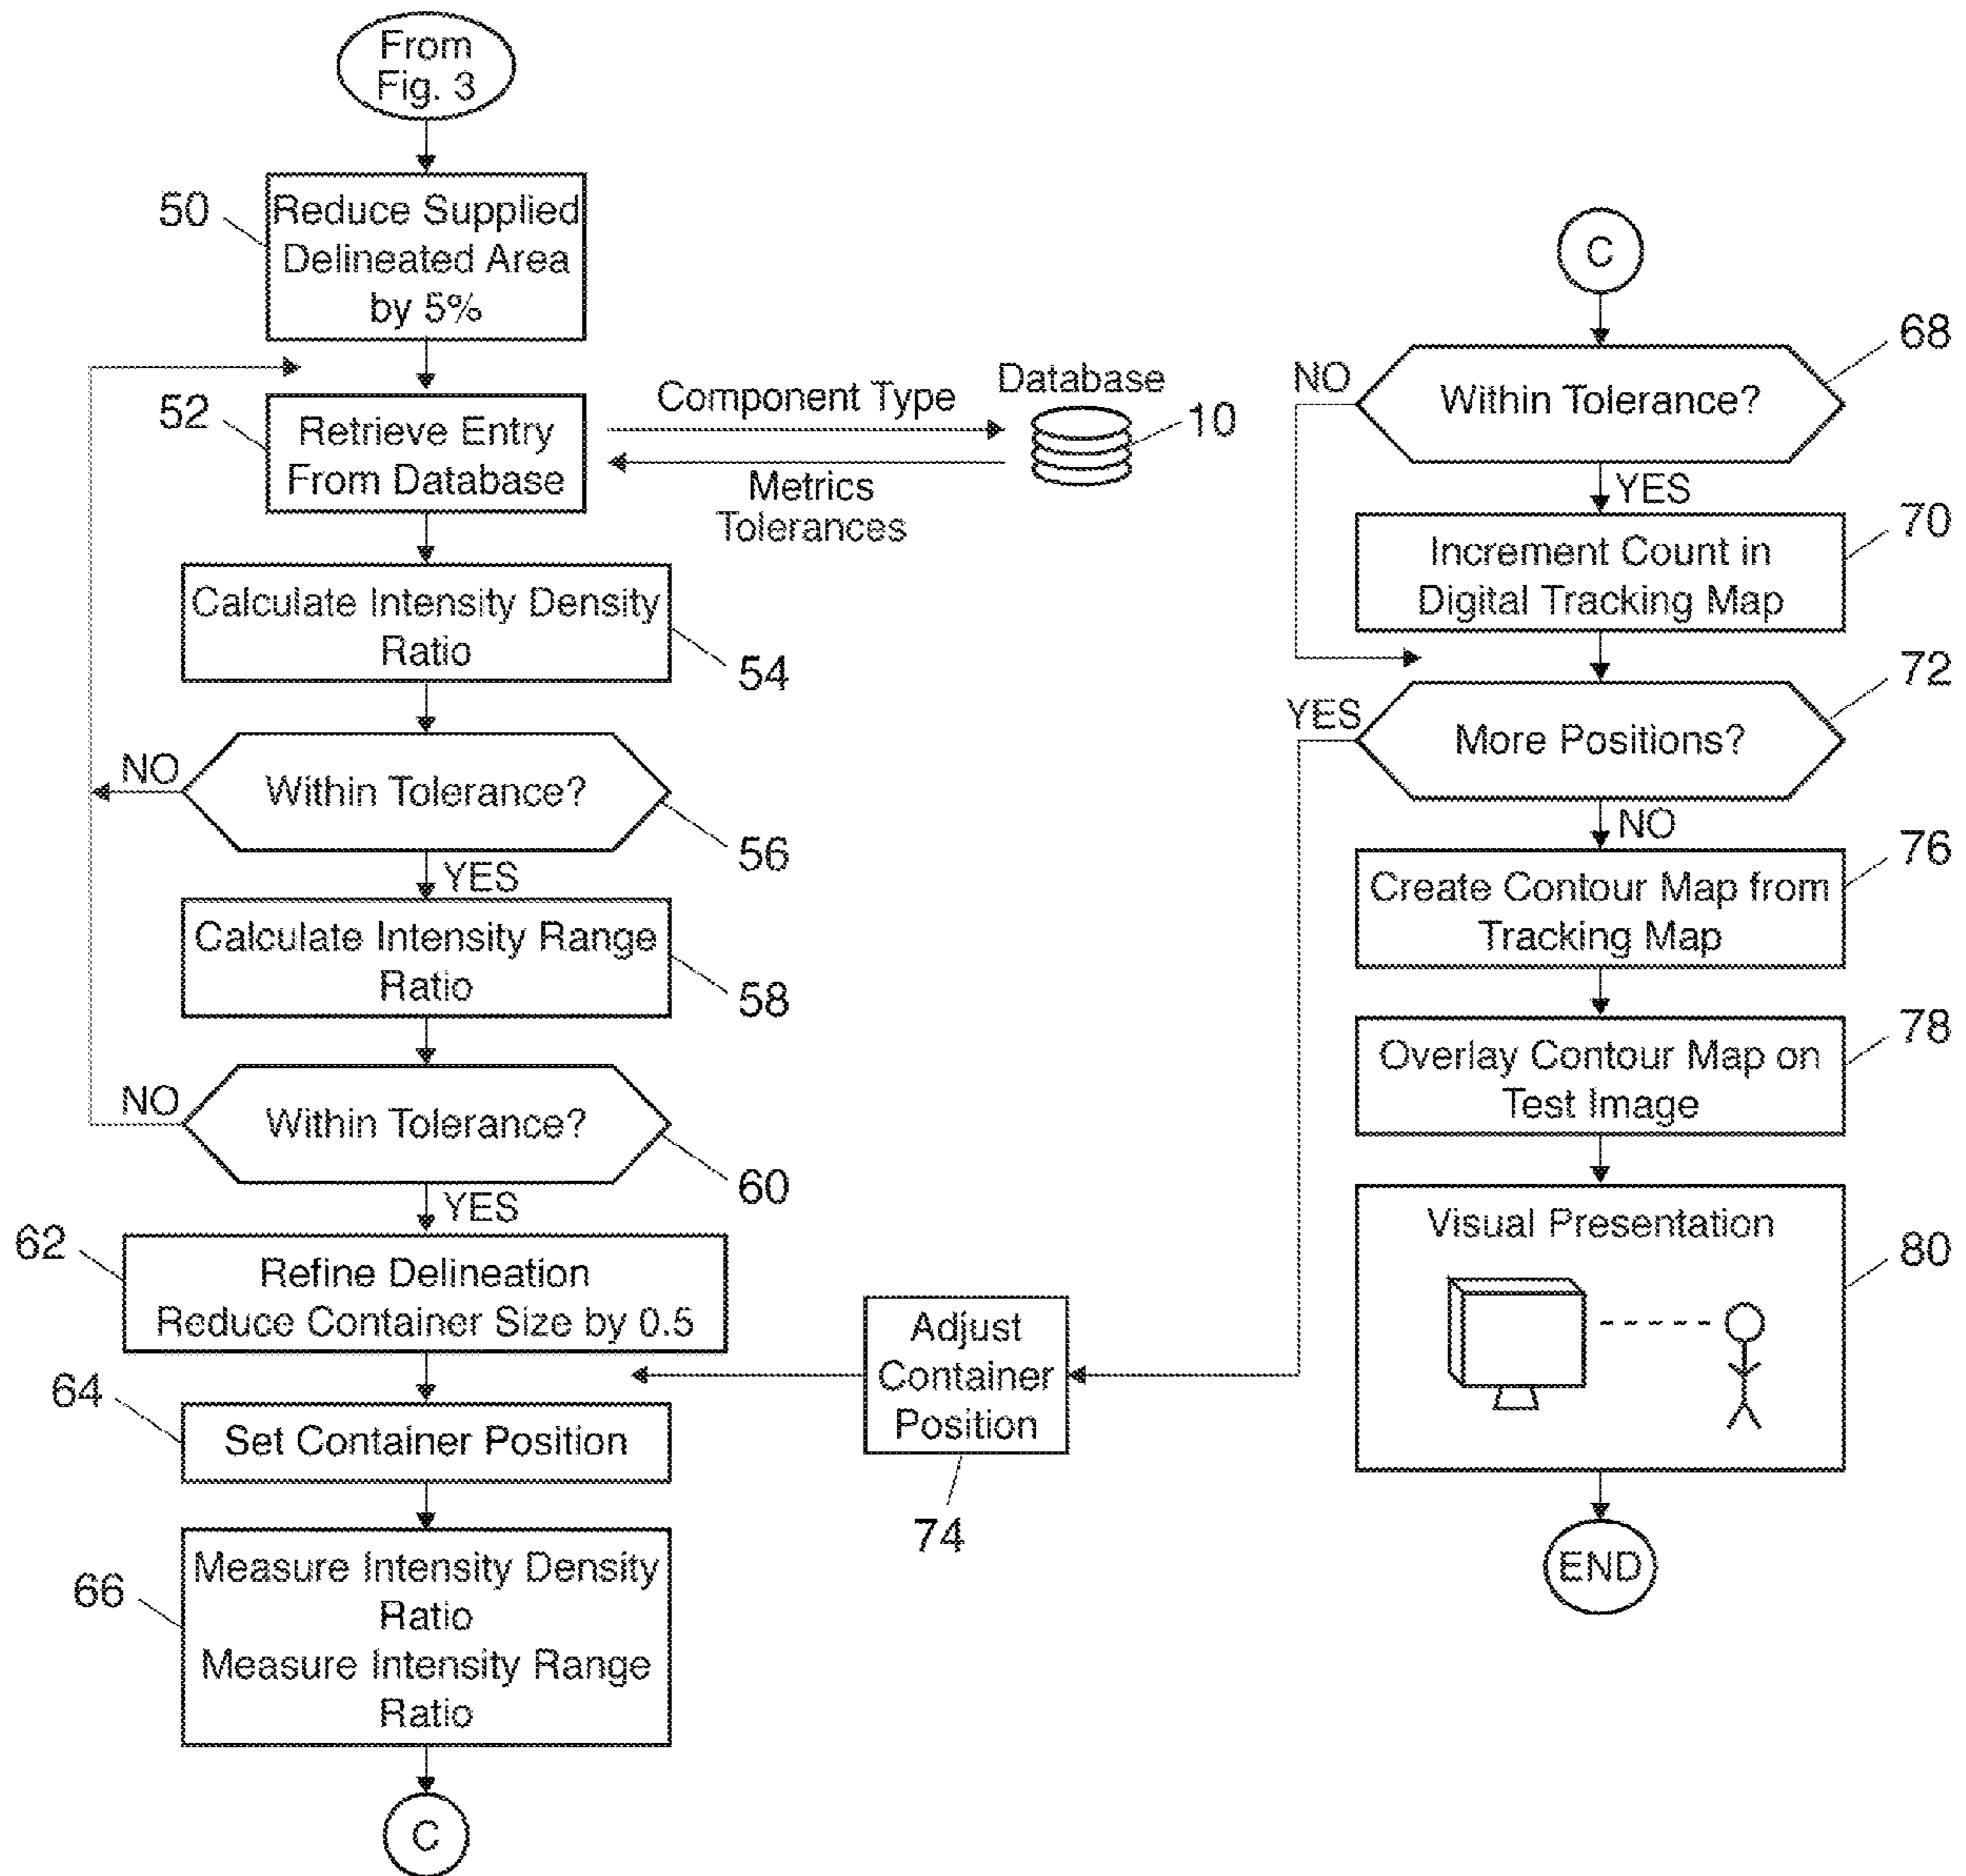 From
Fig. 3
50
Reduce Supplied
Delineated Area
by 5%
52
Retrieve Entry
From Database
Component Type
Database
10
Metrics
Tolerances
Calculate Intensity Density
Ratio
54
NO
Within Tolerance?
56
YES
Calculate Intensity Range
Ratio
58
NO
Within Tolerance?
60
YES
62
Refine Delineation
Reduce Container Size by 0.5
64
Set Container Position
66
Measure Intensity Density
Ratio
Measure Intensity Range
Ratio
C
Adjust
Container
Position
74
C
68
NO
Within Tolerance?
YES
70
Increment Count in
Digital Tracking Map
72
YES
More Positions?
NO
76
Create Contour Map from
Tracking Map
78
Overlay Contour Map on
Test Image
Visual Presentation
80
END